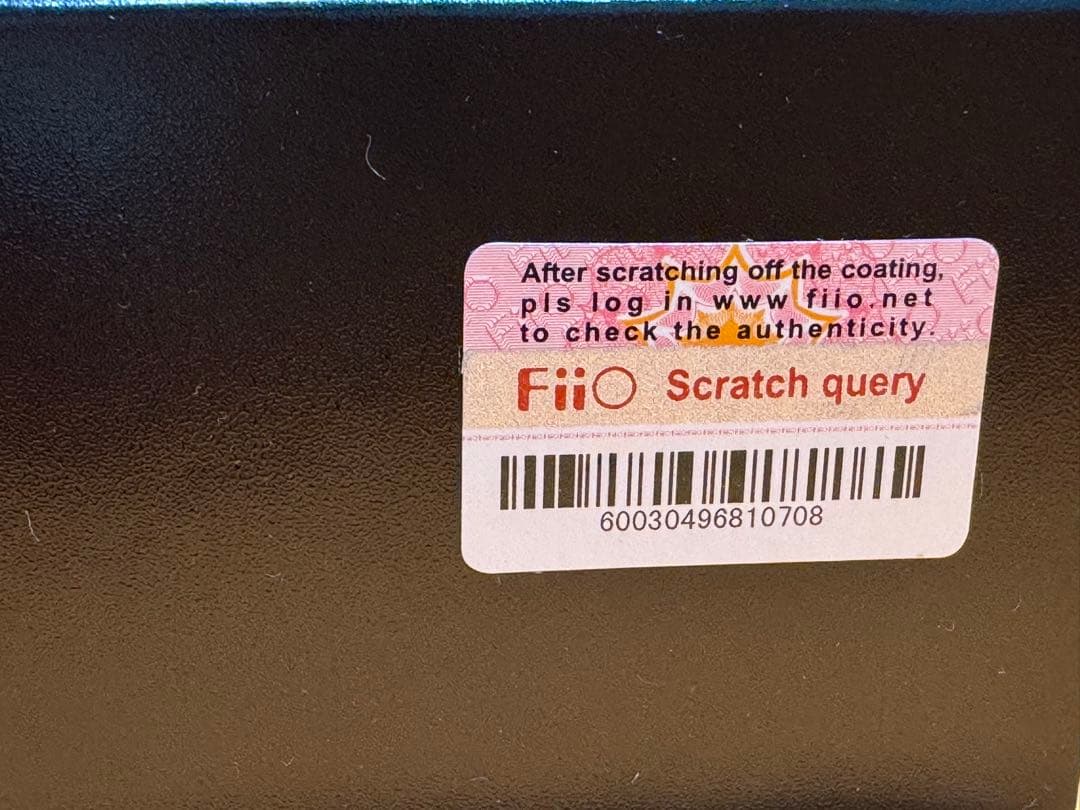 After scratching off the coating,
pls log in www fiio.net
to check the authenticity.
FiiO Scratch query
60030496810708